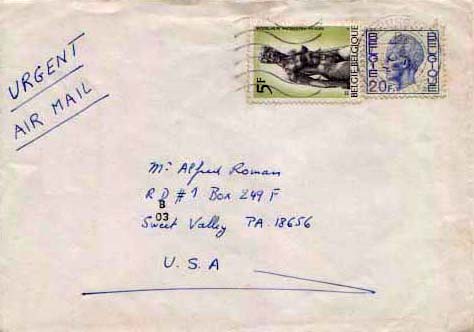 URGENT
AIR MAIL
5F
BELGIE-BELGIQUE
BELGIE
BELGIQUE
20F
Mr Alfred Roman
R D #1 Box 249 F
B
03
Sweet Valley PA. 18656
U.S.A